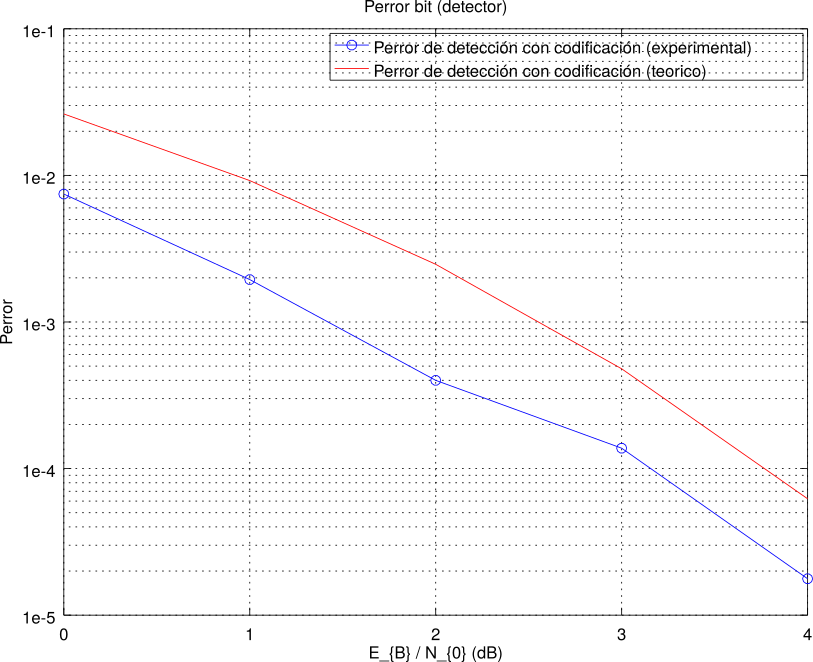 Perror bit (detector)
1e-1
Perror de detección con codificación (experimental)
Perror de detección con codificación (teorico)
1e-2
Perror
1e-3
1e-4
1e-5
0 1 2 3 4
E_{B} / N_{0} (dB)